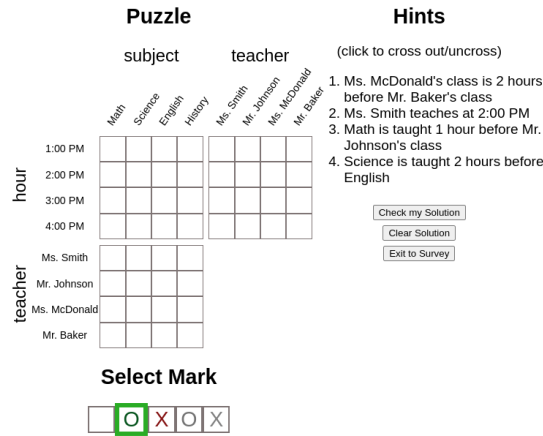 Puzzle
Hints
subject
teacher
(click to cross out/uncross)
Math
Science
English
History
Ms. Smith
Mr. Johnson
Ms. McDonald
Mr. Baker
1. Ms. McDonald's class is 2 hours
before Mr. Baker's class
2. Ms. Smith teaches at 2:00 PM
3. Math is taught 1 hour before Mr.
Johnson's class
4. Science is taught 2 hours before
English
hour
1:00 PM
2:00 PM
3:00 PM
4:00 PM
Check my Solution
Clear Solution
Exit to Survey
teacher
Ms. Smith
Mr. Johnson
Ms. McDonald
Mr. Baker
Select Mark
O X O X